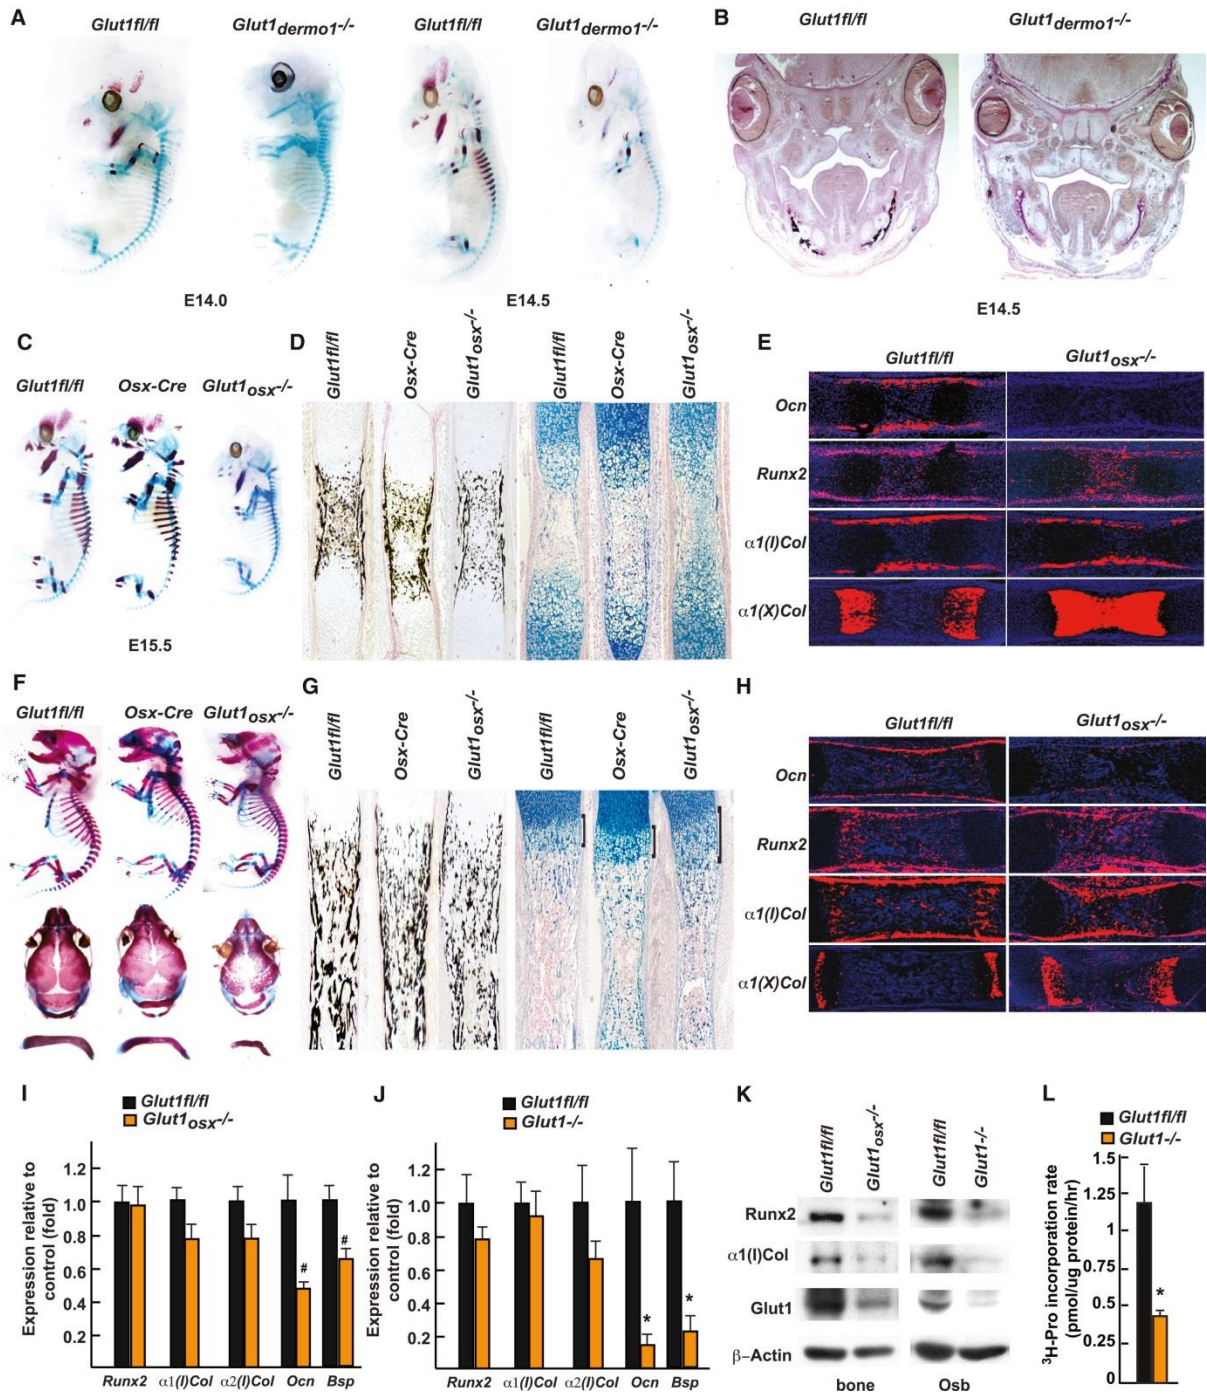 A
Glut1fl/fl
Glut1dermo1-/-
Glut1fl/fl
Glut1dermo1-/-
E14.0
E14.5
B
Glut1fl/fl
Glut1dermo1-/-
E14.5
C
Glut1fl/fl
Osx-Cre
Glut1osx-/-
E15.5
D
Glut1fl/fl
Osx-Cre
Glut1osx-/-
Glut1fl/fl
Osx-Cre
Glut1osx-/-
E
Glut1fl/fl
Glut1osx-/-
Ocn
Runx2
α1(I)Col
α1(X)Col
F
Glut1fl/fl
Osx-Cre
Glut1osx-/-
G
Glut1fl/fl
Osx-Cre
Glut1osx-/-
Glut1fl/fl
Osx-Cre
Glut1osx-/-
H
Glut1fl/fl
Glut1osx-/-
Ocn
Runx2
α1(I)Col
α1(X)Col
I
Glut1fl/fl
Glut1osx-/-
Expression relative to
control (fold)
1.2
1.0
0.8
0.6
0.4
0.2
#
#
Runx2
α1(I)Col
α2(I)Col
Ocn
Bsp
J
Glut1fl/fl
Glut1-/-
Expression relative to
control (fold)
1.2
1.0
0.8
0.6
0.4
0.2
*
*
Runx2
α1(I)Col
α2(I)Col
Ocn
Bsp
K
Glut1fl/fl
Glut1osx-/-
Glut1fl/fl
Glut1-/-
Runx2
α1(I)Col
Glut1
β-Actin
bone
Osb
L
Glut1fl/fl
Glut1-/-
3H-Pro incorporation rate
(pmol/ug protein/hr)
1.5
1.25
1
0.75
0.5
0.25
0
*